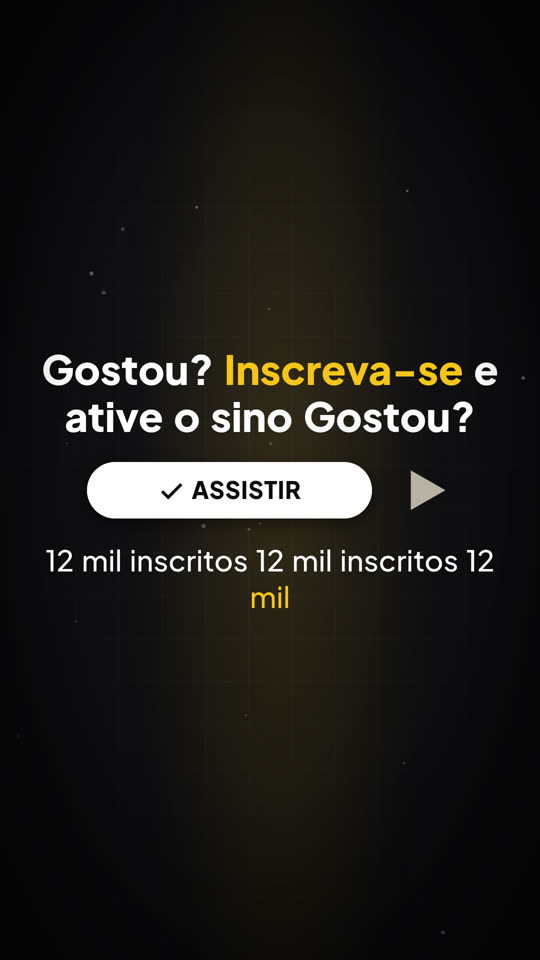 Gostou? Inscreva-se e
ative o sino Gostou?
ASSISTIR
12 mil inscritos 12 mil inscritos 12
mil